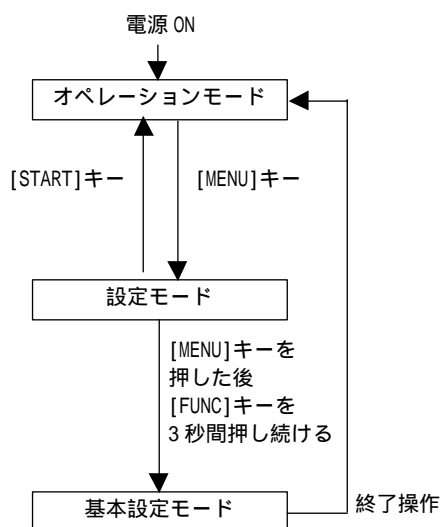 電源 ON
オペレーションモード
[START]キー
[MENU]キー
設定モード
[MENU]キーを
押した後
[FUNC]キーを
3 秒間押し続ける
基本設定モード
終了操作